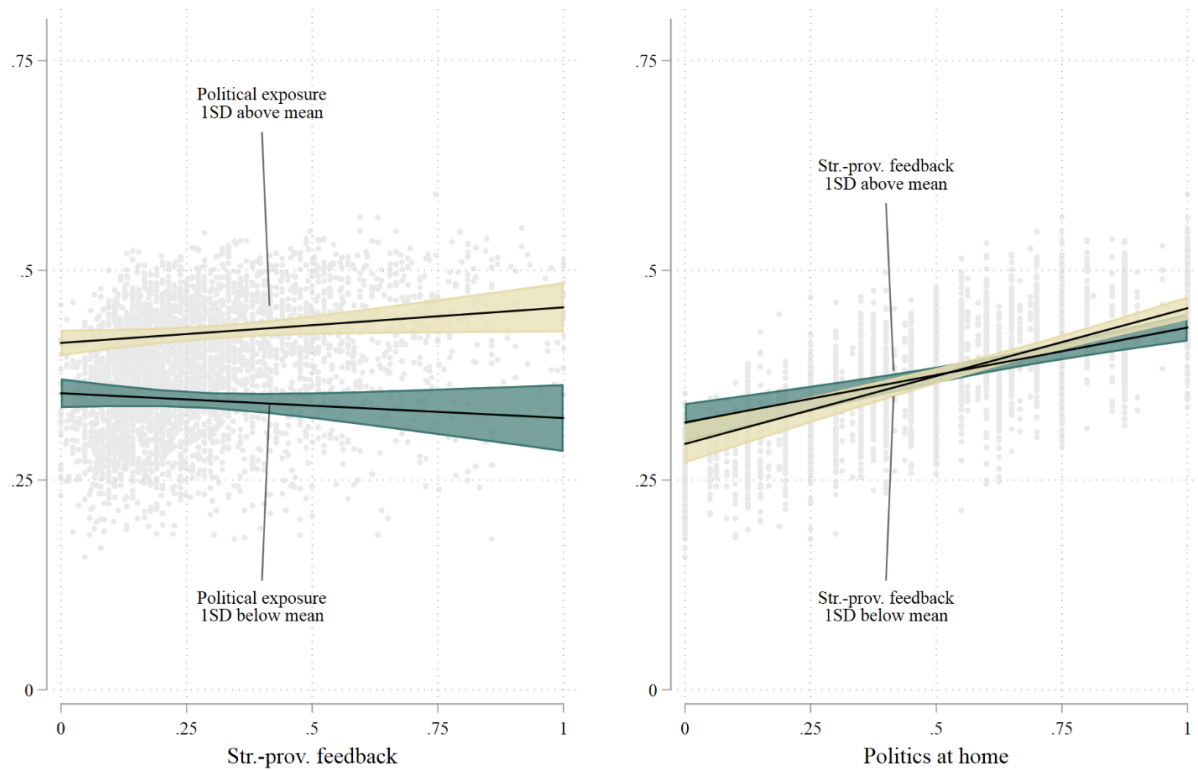 .75
.5
.25
0
Political exposure
1SD above mean
Political exposure
1SD below mean
0
.25
.5
.75
1
Str.-prov. feedback
.75
.5
.25
0
Str.-prov. feedback
1SD above mean
Str.-prov. feedback
1SD below mean
0
.25
.5
.75
1
Politics at home